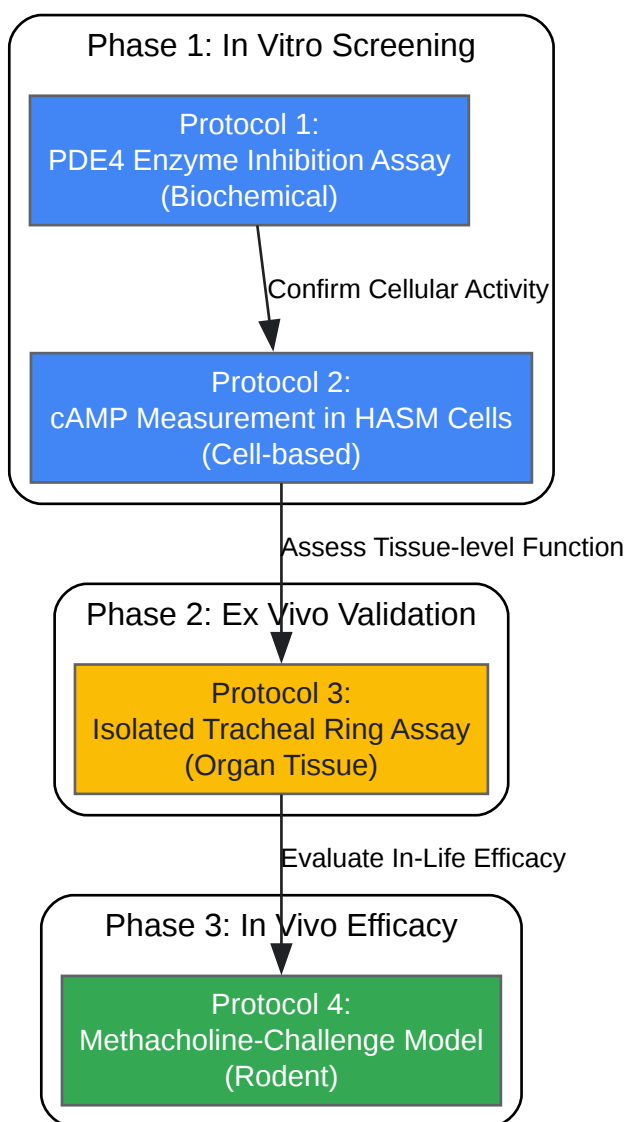 Phase 1: In Vitro Screening
Protocol 1:
PDE4 Enzyme Inhibition Assay
(Biochemical)
Confirm Cellular Activity
Protocol 2:
cAMP Measurement in HASM Cells
(Cell-based)
Assess Tissue-level Function
Phase 2: Ex Vivo Validation
Protocol 3:
Isolated Tracheal Ring Assay
(Organ Tissue)
Evaluate In-Life Efficacy
Phase 3: In Vivo Efficacy
Protocol 4:
Methacholine-Challenge Model
(Rodent)